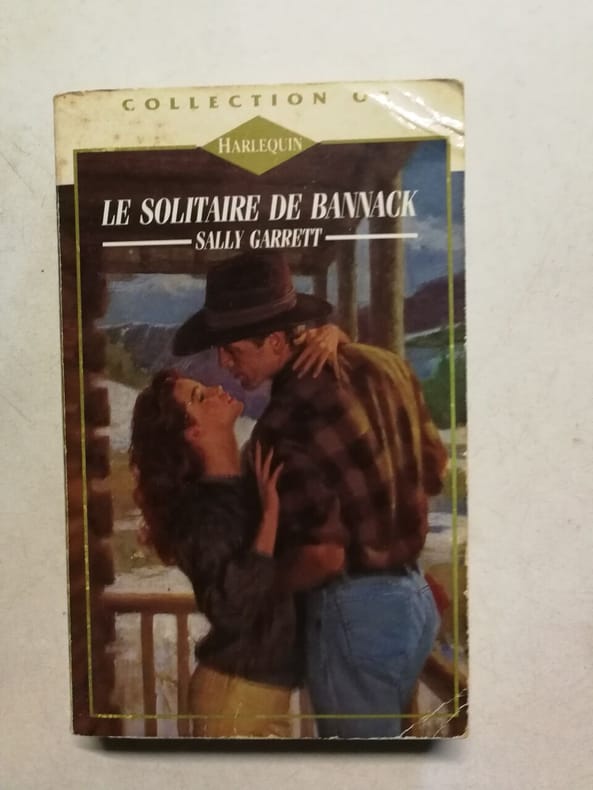 COLLECTION
HARLEQUIN
LE SOLITAIRE DE BANNACK
SALLY GARRETT